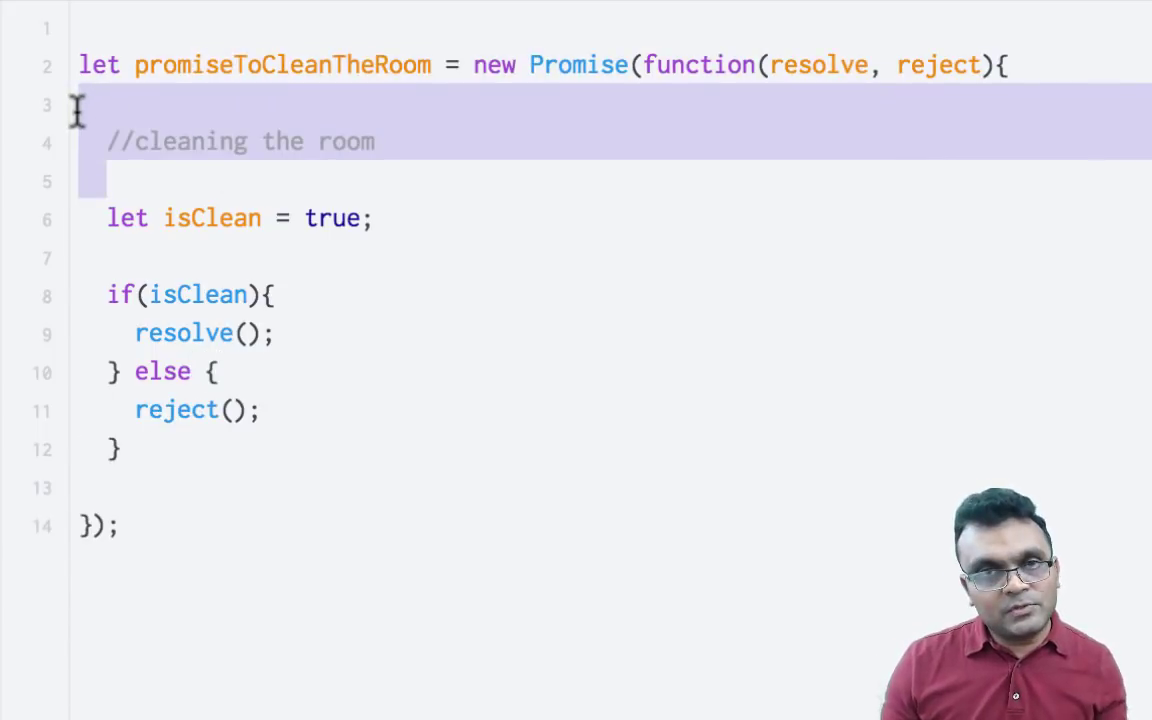 1
2 let promiseToCleanTheRoom = new Promise(function(resolve, reject){
3
4 //cleaning the room
5
6 let isClean = true;
7
8 if(isClean){
9 resolve();
10 } else {
11 reject();
12 }
13
14 });